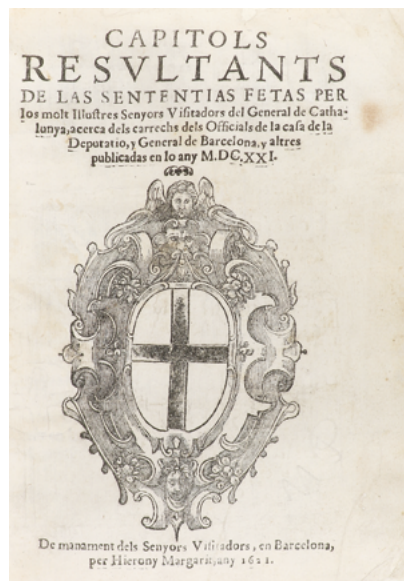 CAPITOLS
RESVLTANTS
DE LAS SENTENTIAS FETAS PER
los molt Illustres Senyors Visitadors del General de Catha-
lunya, acerca dels carrechs dels Officials de la casa de la
Deputatio, y General de Barcelona, y altres
publicadas en lo any M.DC.XXI.
De manament dels Senyors Visitadors, en Barcelona,
per Hierony Margarit, any 1621.